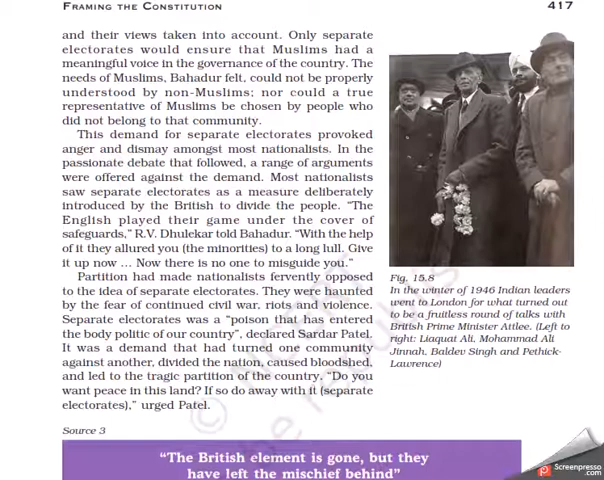 FRAMING THE CONSTITUTION 417
and their views taken into account. Only separate
electorates would ensure that Muslims had a
meaningful voice in the governance of the country. The
needs of Muslims, Bahadur felt, could not be properly
understood by non-Muslims; nor could a true
representative of Muslims be chosen by people who
did not belong to that community.
This demand for separate electorates provoked
anger and dismay amongst most nationalists. In the
passionate debate that followed, a range of arguments
were offered against the demand. Most nationalists
saw separate electorates as a measure deliberately
introduced by the British to divide the people. “The
English played their game under the cover of
safeguards,” R.V. Dhulekar told Bahadur. “With the help
of it they allured you (the minorities) to a long lull. Give
it up now … Now there is no one to misguide you.”
Partition had made nationalists fervently opposed
to the idea of separate electorates. They were haunted
by the fear of continued civil war, riots and violence.
Separate electorates was a “poison that has entered
the body politic of our country”, declared Sardar Patel.
It was a demand that had turned one community
against another, divided the nation, caused bloodshed,
and led to the tragic partition of the country. “Do you
want peace in this land? If so do away with it (separate
electorates),” urged Patel.
Fig. 15.8
In the winter of 1946 Indian leaders
went to London for what turned out
to be a fruitless round of talks with
British Prime Minister Attlee. (Left to
right: Liaquat Ali, Mohammad Ali
Jinnah, Baldev Singh and Pethick-
Lawrence)
Source 3
“The British element is gone, but they
have left the mischief behind”
Screenpresso
.com